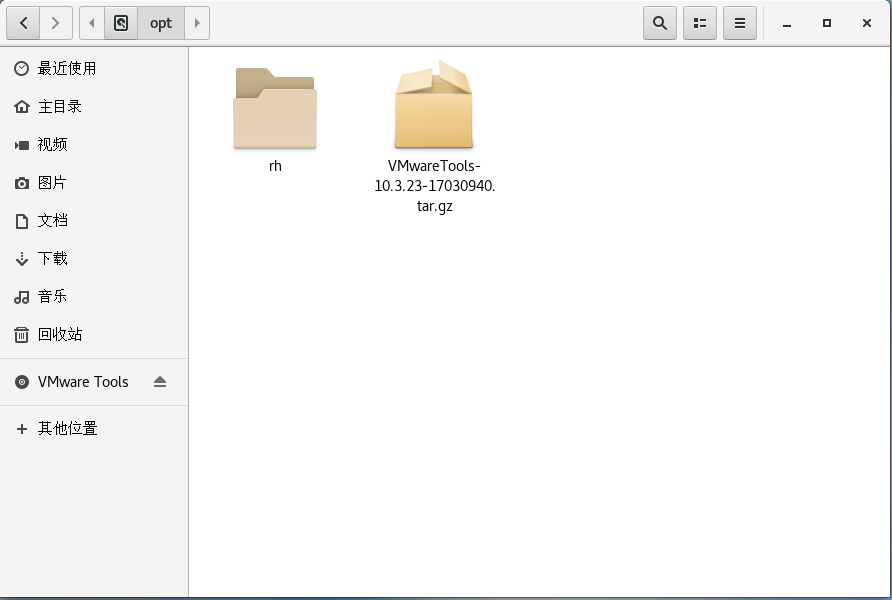 opt
最近使用
主目录
视频
图片
文档
下载
音乐
回收站
VMware Tools
其他位置
rh
VMwareTools-
10.3.23-17030940.
tar.gz